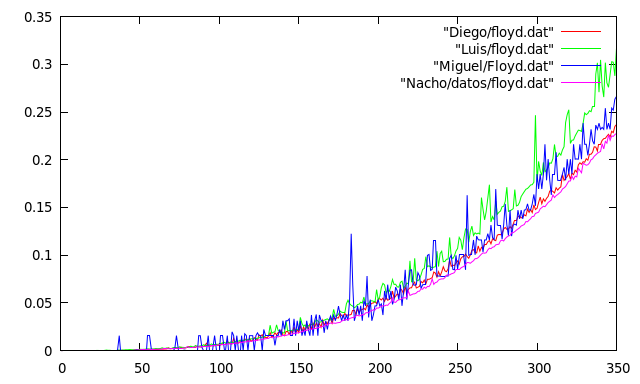 0.35
0.3
0.25
0.2
0.15
0.1
0.05
0
"Diego/floyd.dat"
"Luis/floyd.dat"
"Miguel/Floyd.dat"
"Nacho/datos/floyd.dat"
0 50 100 150 200 250 300 350